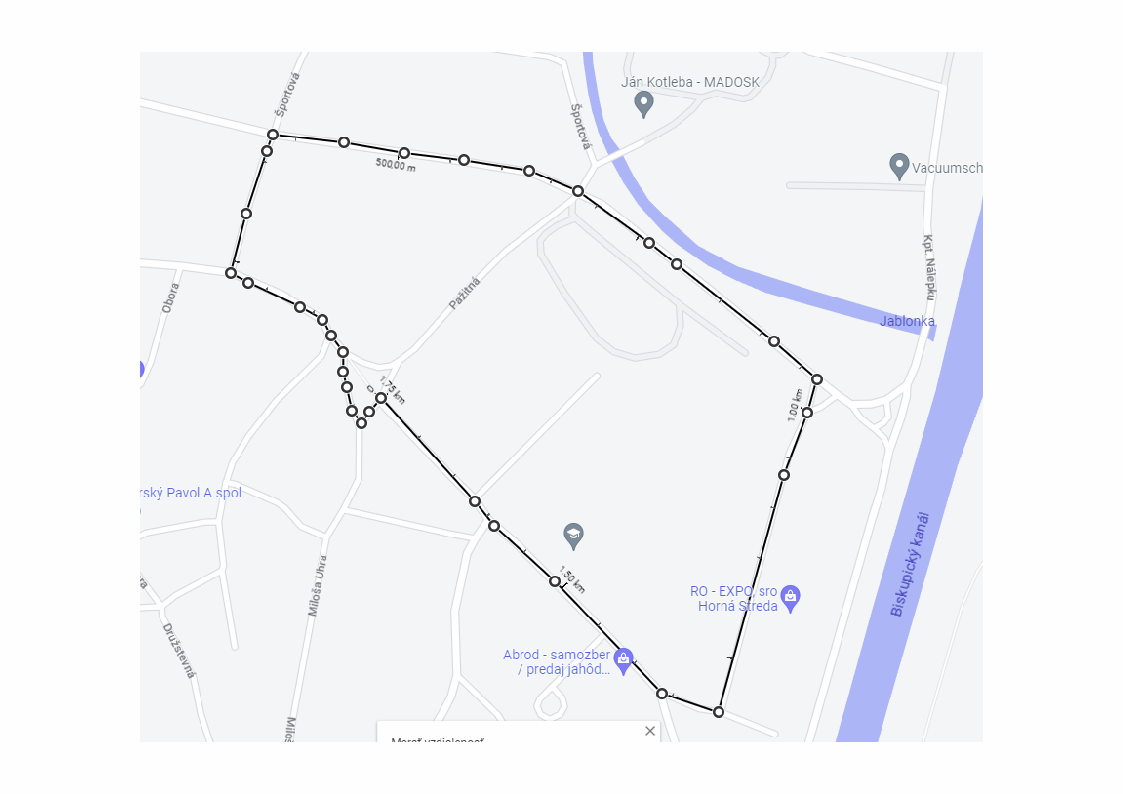 Ján Kotleba - MADOSK
Športová
Športová
500,00 m
Vacuumsch
Kpt. Nálepku
Obora
Pažitná
Jablonka
1,75 km
1,00 km
rský Pavol A spol
Biskupický kanál
1,50 km
RO - EXPO, sro
Horná Streda
Miloša Uhra
Družstevná
Abrod - samozber
/ predaj jahôd...